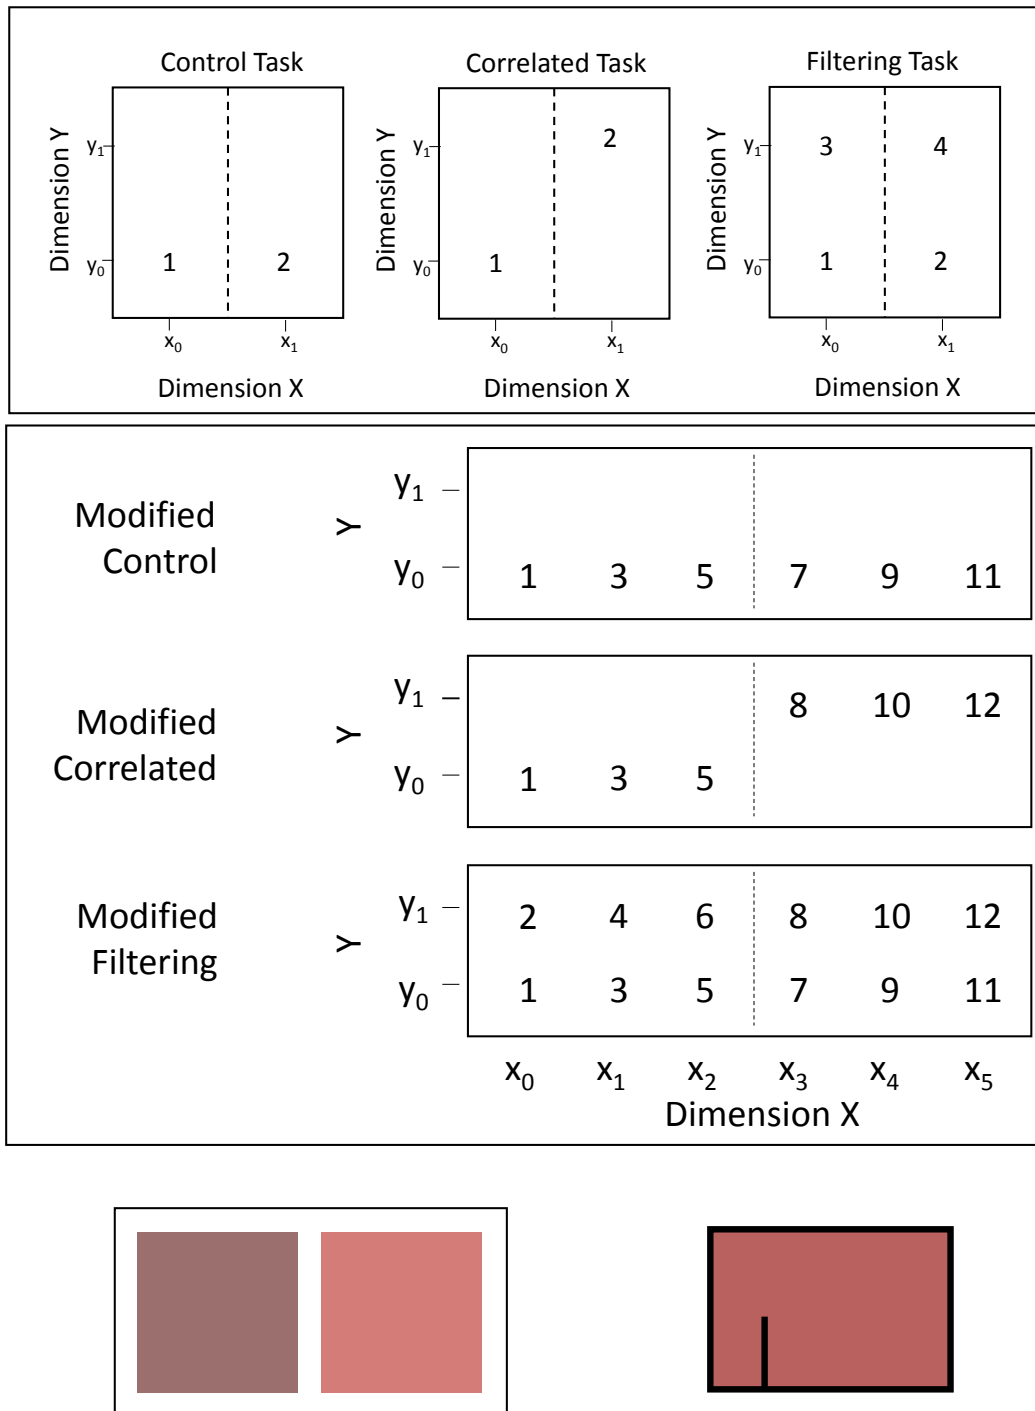 Control Task Correlated Task Filtering Task
Dimension Y y₁ Dimension Y y₁ 2 Dimension Y y₁ 3 4
y₀ 1 2 y₀ 1 y₀ 1 2
x₀ x₁ x₀ x₁ x₀ x₁
Dimension X Dimension X Dimension X
Modified Control Y y₁
y₀ 1 3 5 7 9 11
Modified Correlated Y y₁ 8 10 12
y₀ 1 3 5
Modified Filtering Y y₁ 2 4 6 8 10 12
y₀ 1 3 5 7 9 11
x₀ x₁ x₂ x₃ x₄ x₅
Dimension X